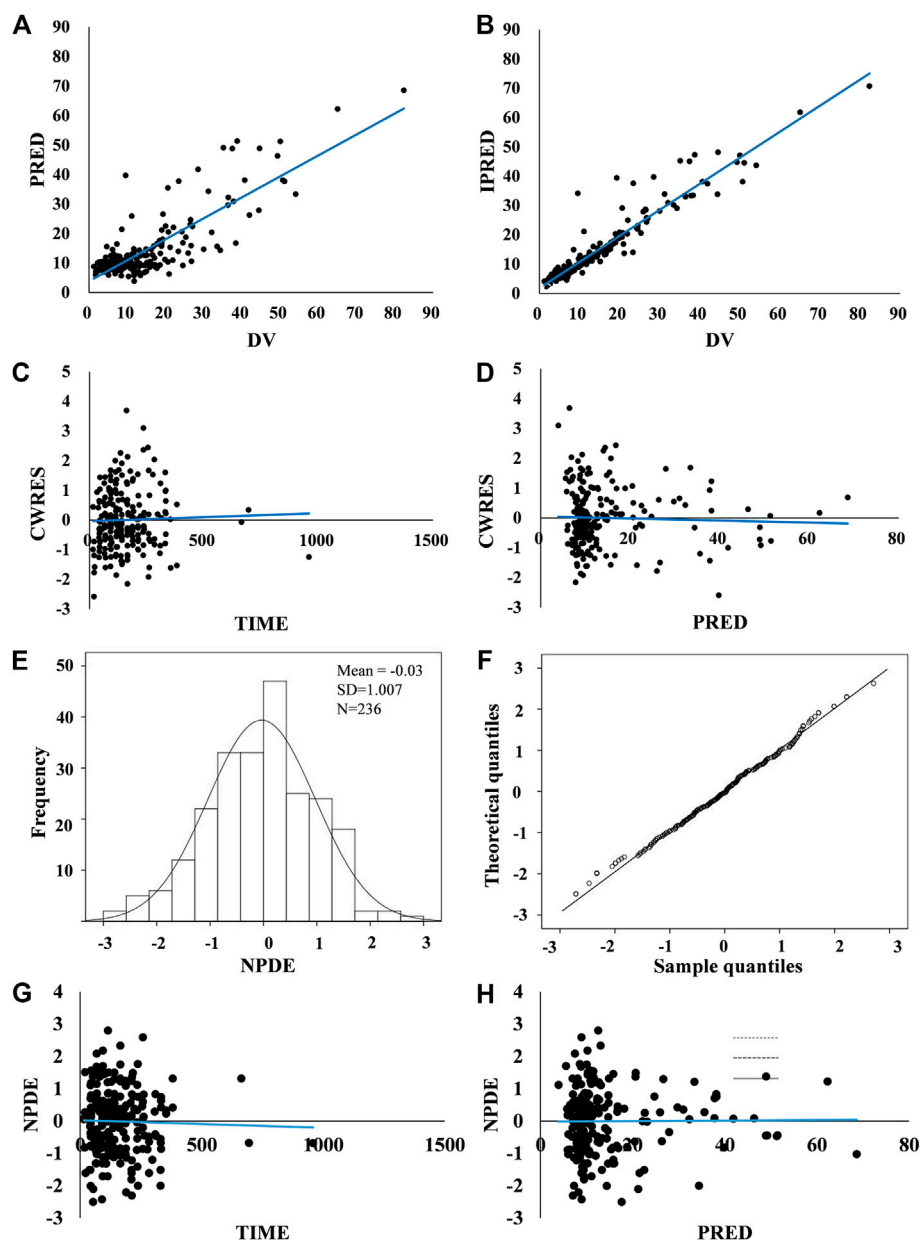 A
PRED
90
80
70
60
50
40
30
20
10
0
0 10 20 30 40 50 60 70 80 90
DV
B
IPRED
90
80
70
60
50
40
30
20
10
0
0 10 20 30 40 50 60 70 80 90
DV
C
CWRES
5
4
3
2
1
0
-1
-2
-3
0 500 1000 1500
TIME
D
CWRES
5
4
3
2
1
0
-1
-2
-3
0 20 40 60 80
PRED
E
Frequency
50
40
30
20
10
Mean = -0.03
SD=1.007
N=236
-3 -2 -1 0 1 2 3
NPDE
F
Theoretical quantiles
3
2
1
0
-1
-2
-3
-3 -2 -1 0 1 2 3
Sample quantiles
G
NPDE
4
3
2
1
0
-1
-2
-3
0 500 1000 1500
TIME
H
NPDE
4
3
2
1
0
-1
-2
-3
0 20 40 60 80
PRED